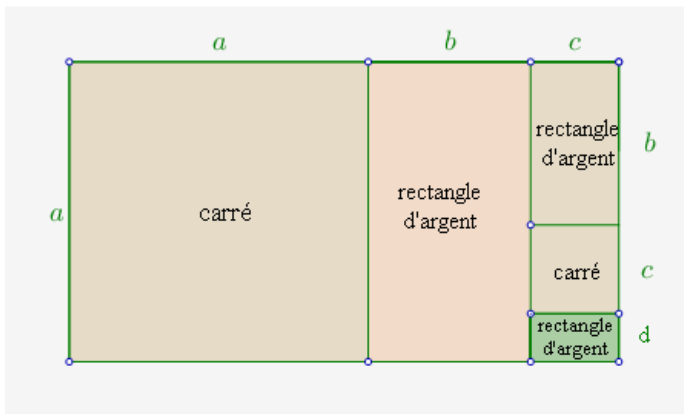 a
b
c
rectangle
d'argent
b
a
carré
rectangle
d'argent
carré
c
rectangle
d'argent
d